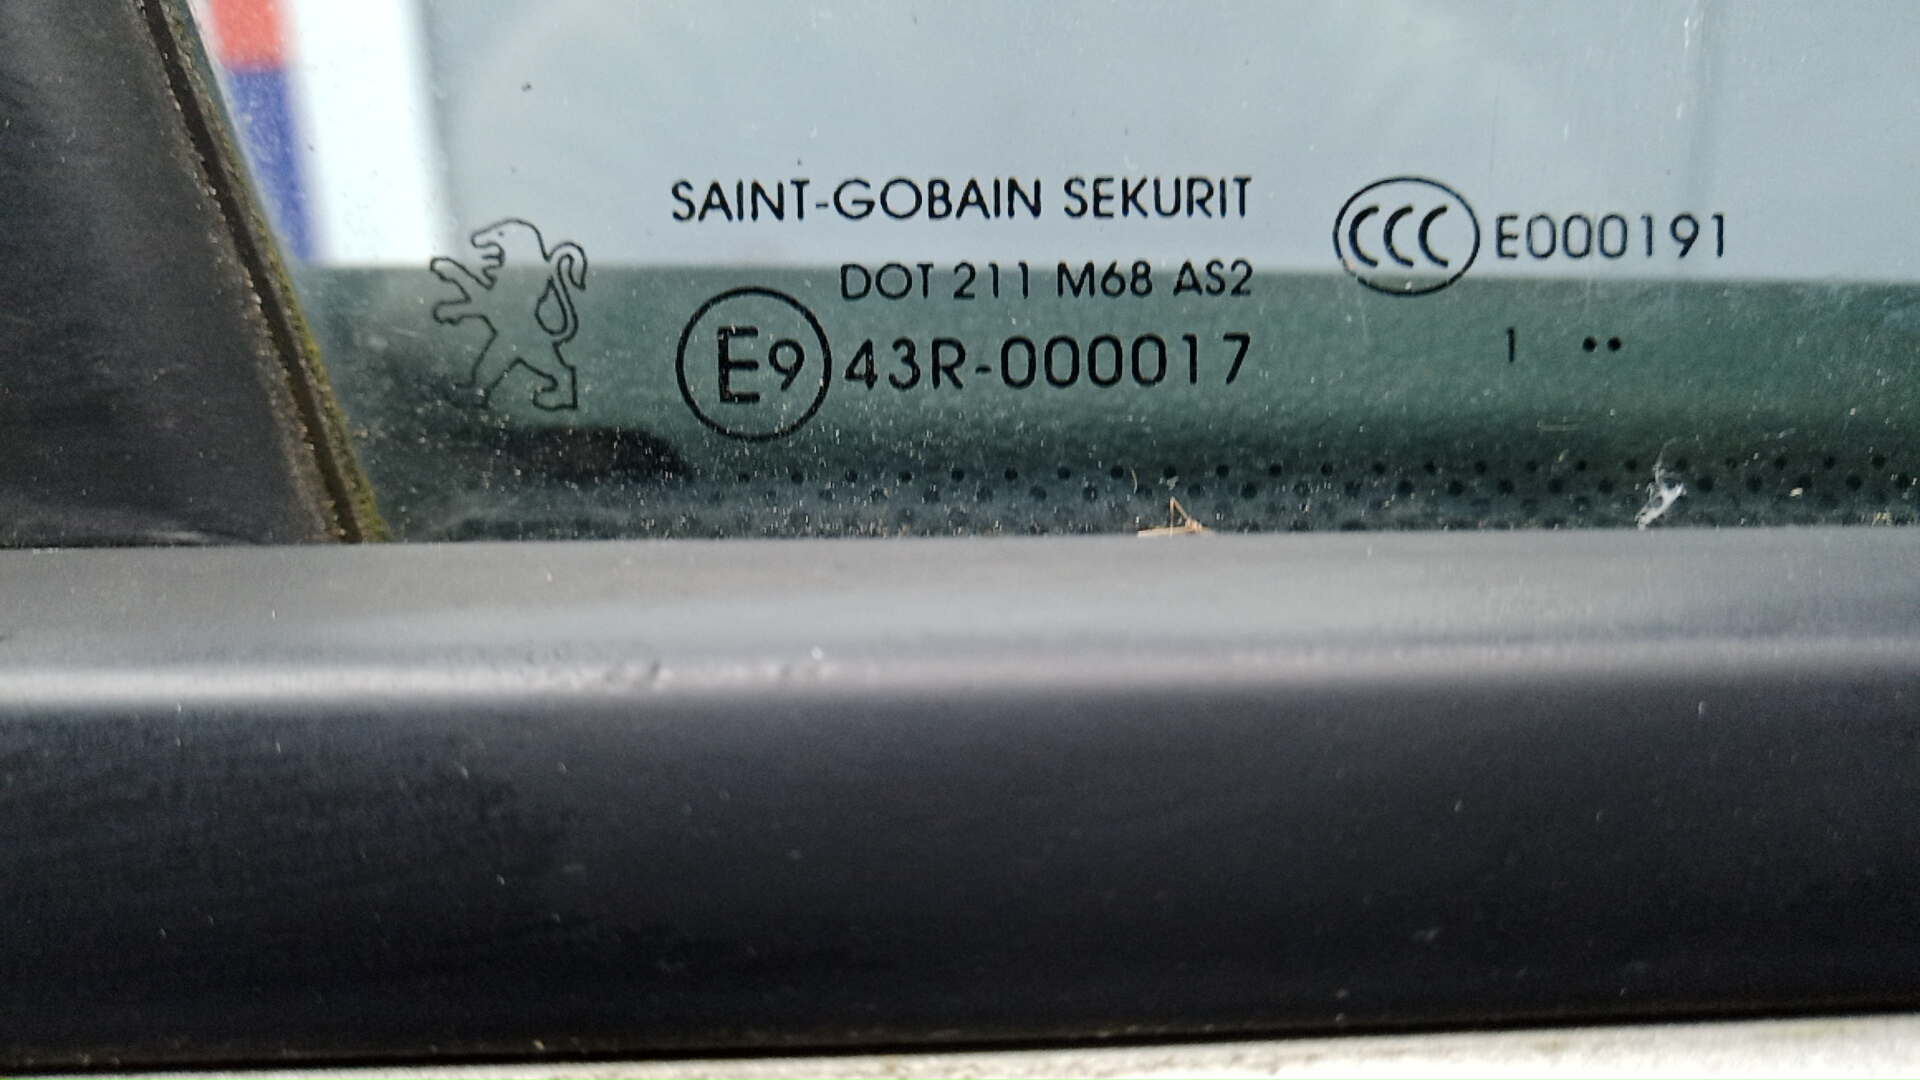 SAINT-GOBAIN SEKURIT
DOT 211 M68 AS2
E9 43R-000017
CCC E000191
1 ••